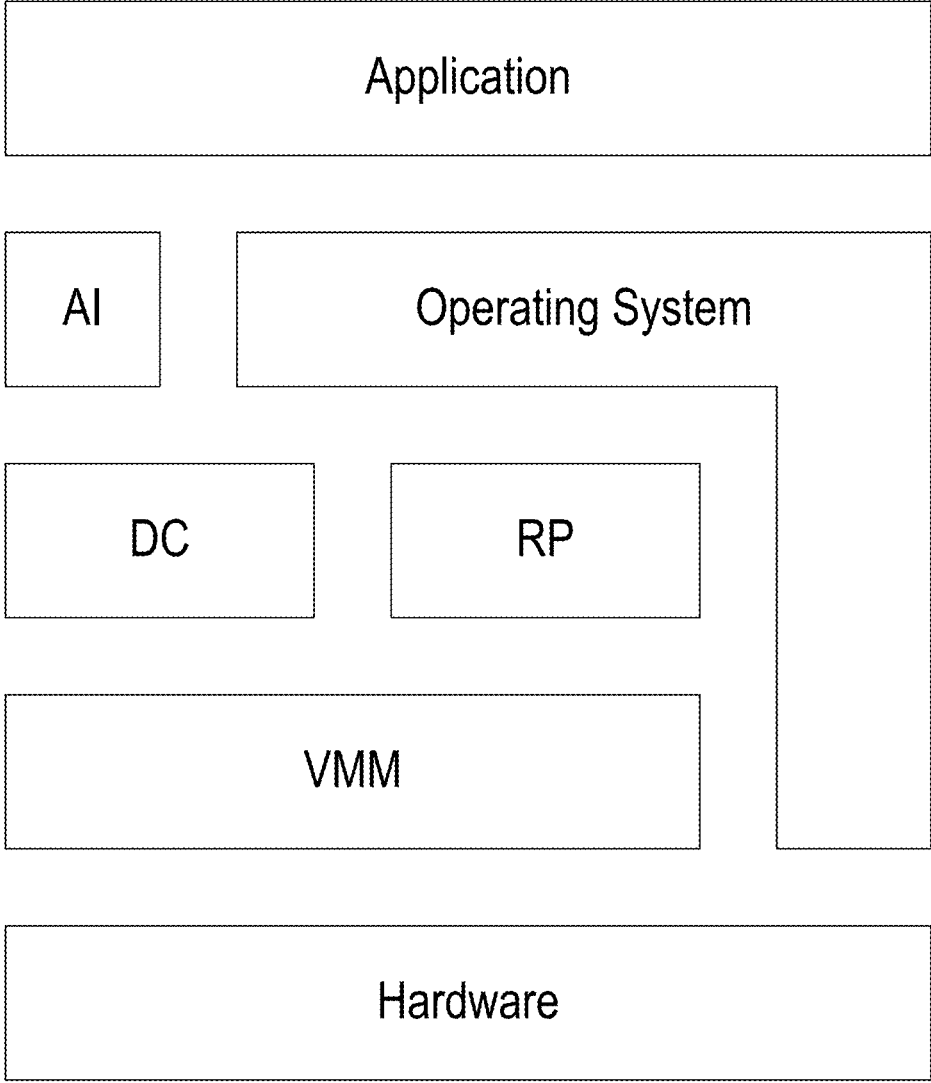 Application
AI
Operating System
DC
RP
VMM
Hardware